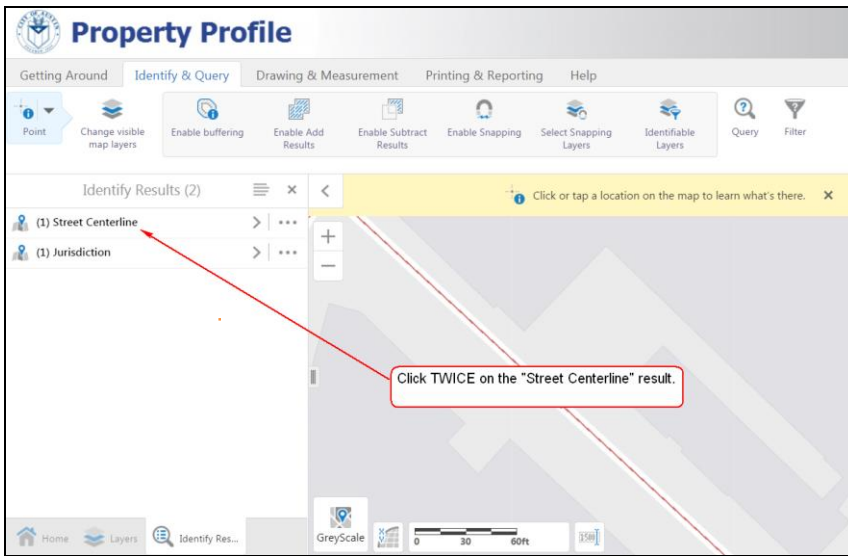 Property Profile
Getting Around Identify & Query Drawing & Measurement Printing & Reporting Help
Point
Change visible
map layers
Enable buffering
Enable Add
Results
Enable Subtract
Results
Enable Snapping
Select Snapping
Layers
Identifiable
Layers
Query
Filter
Identify Results (2)
Click or tap a location on the map to learn what's there.
(1) Street Centerline
(1) Jurisdiction
Click TWICE on the "Street Centerline" result.
Home Layers Identify Res...
GreyScale
0 30 60ft